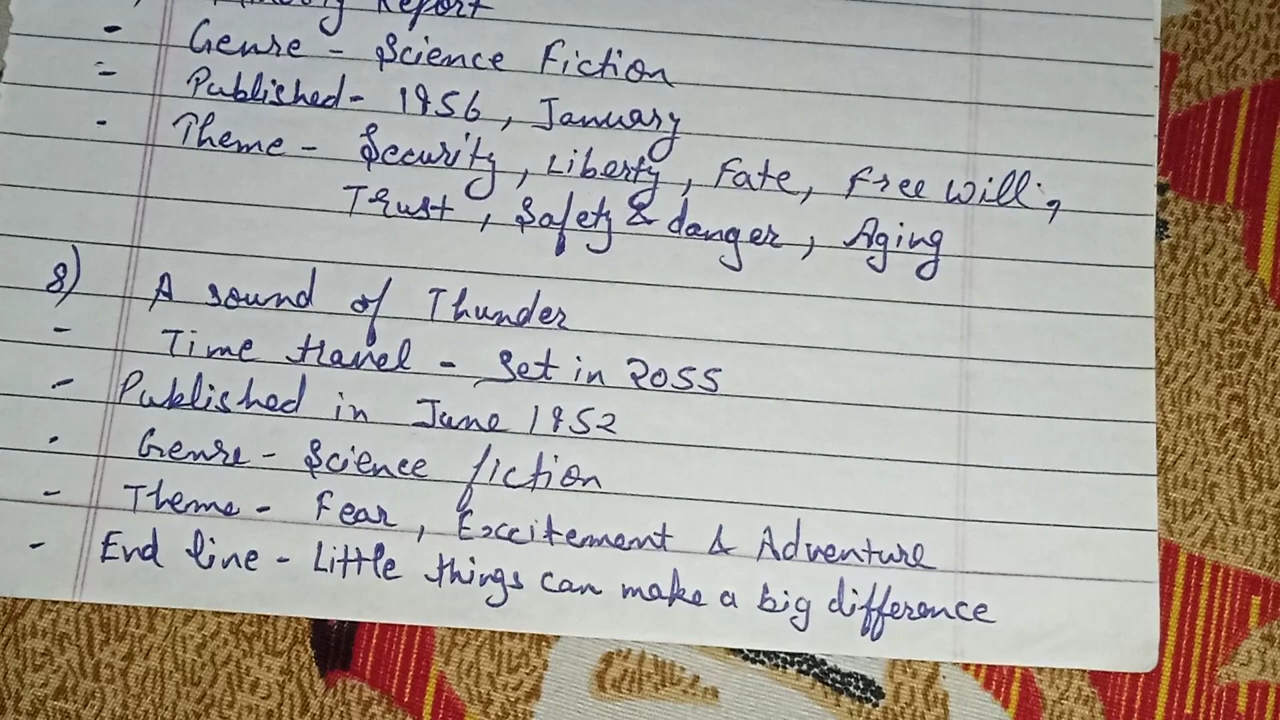 Report
- Genre - Science Fiction
- Published - 1956, January
- Theme - Security, Liberty, Fate, Free Will,
Trust, Safety & danger, Aging
8) A sound of Thunder
- Time travel - Set in 2055
- Published in June 1952
- Genre - Science fiction
- Theme - Fear, Excitement & Adventure
- End line - Little things can make a big difference